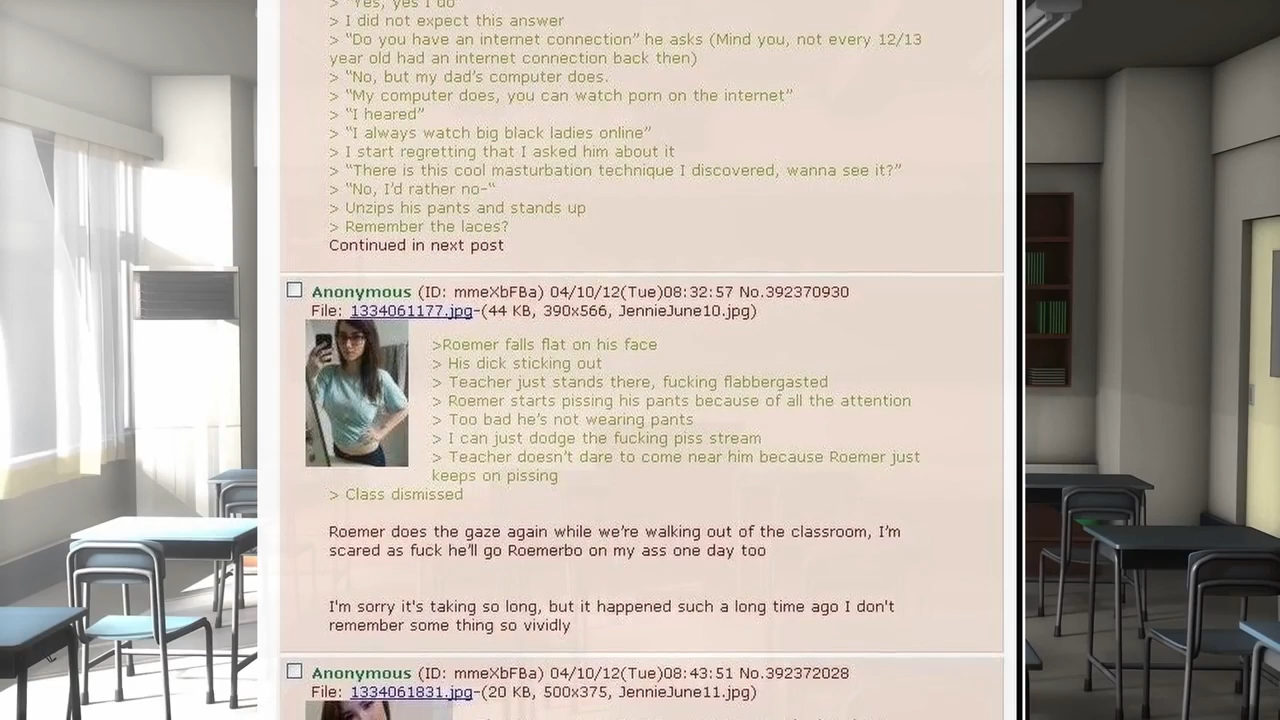 > "Yes, yes I do"
> I did not expect this answer
> "Do you have an internet connection" he asks (Mind you, not every 12/13
year old had an internet connection back then)
> "No, but my dad's computer does.
> "My computer does, you can watch porn on the internet"
> "I heared"
> "I always watch big black ladies online"
> I start regretting that I asked him about it
> "There is this cool masturbation technique I discovered, wanna see it?"
> "No, I'd rather no-"
> Unzips his pants and stands up
> Remember the laces?
Continued in next post
Anonymous (ID: mmeXbFBa) 04/10/12(Tue)08:32:57 No.392370930
File: 1334061177.jpg-(44 KB, 390x566, JennieJune10.jpg)
>Roemer falls flat on his face
> His dick sticking out
> Teacher just stands there, fucking flabbergasted
> Roemer starts pissing his pants because of all the attention
> Too bad he's not wearing pants
> I can just dodge the fucking piss stream
> Teacher doesn't dare to come near him because Roemer just
keeps on pissing
> Class dismissed
Roemer does the gaze again while we're walking out of the classroom, I'm
scared as fuck he'll go Roemerbo on my ass one day too
I'm sorry it's taking so long, but it happened such a long time ago I don't
remember some thing so vividly
Anonymous (ID: mmeXbFBa) 04/10/12(Tue)08:43:51 No.392372028
File: 1334061831.jpg-(20 KB, 500x375, JennieJune11.jpg)